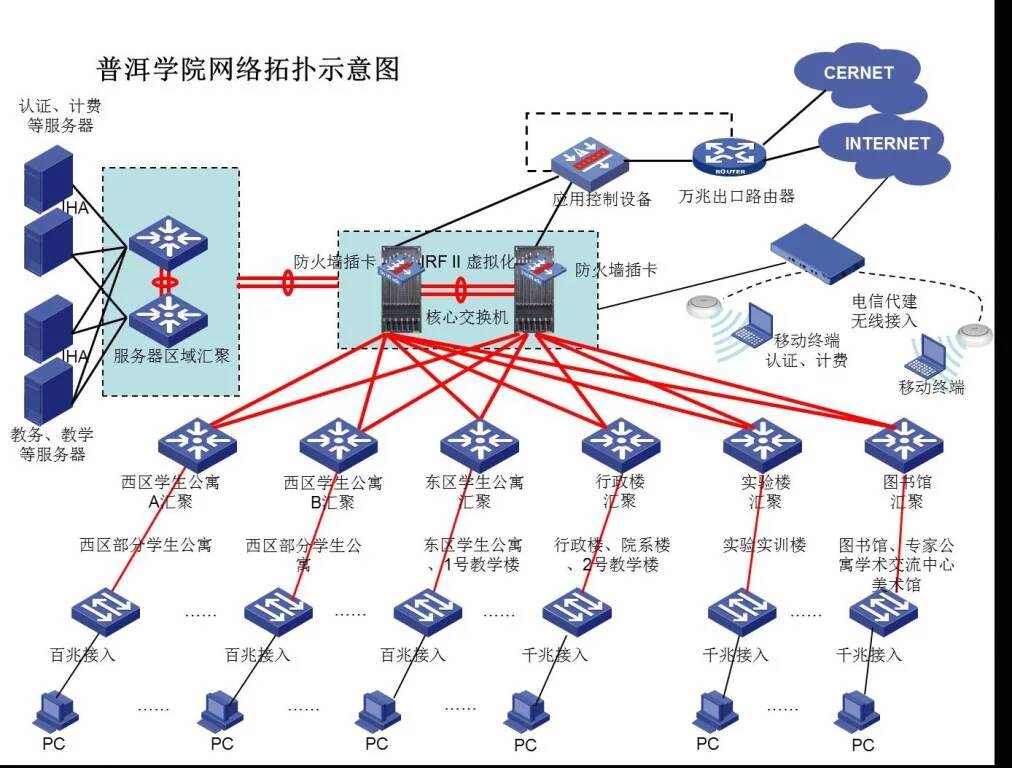 普洱学院网络拓扑示意图
CERNET
INTERNET
认证、计费
等服务器
IHA
IHA
教务、教学
等服务器
服务器区域汇聚
防火墙插卡
IRF II 虚拟化
防火墙插卡
核心交换机
应用控制设备
ROUTER
万兆出口路由器
电信代建
无线接入
移动终端
认证、计费
移动终端
西区学生公寓
A汇聚
西区学生公寓
B汇聚
东区学生公寓
汇聚
行政楼
汇聚
实验楼
汇聚
图书馆
汇聚
西区部分学生公寓
西区部分学生公
寓
东区学生公寓
、1号教学楼
行政楼、院系楼
、2号教学楼
实验实训楼
图书馆、专家公
寓学术交流中心
美术馆
......
......
......
......
......
百兆接入
百兆接入
百兆接入
千兆接入
千兆接入
千兆接入
......
......
......
......
PC
PC
PC
PC
PC
PC